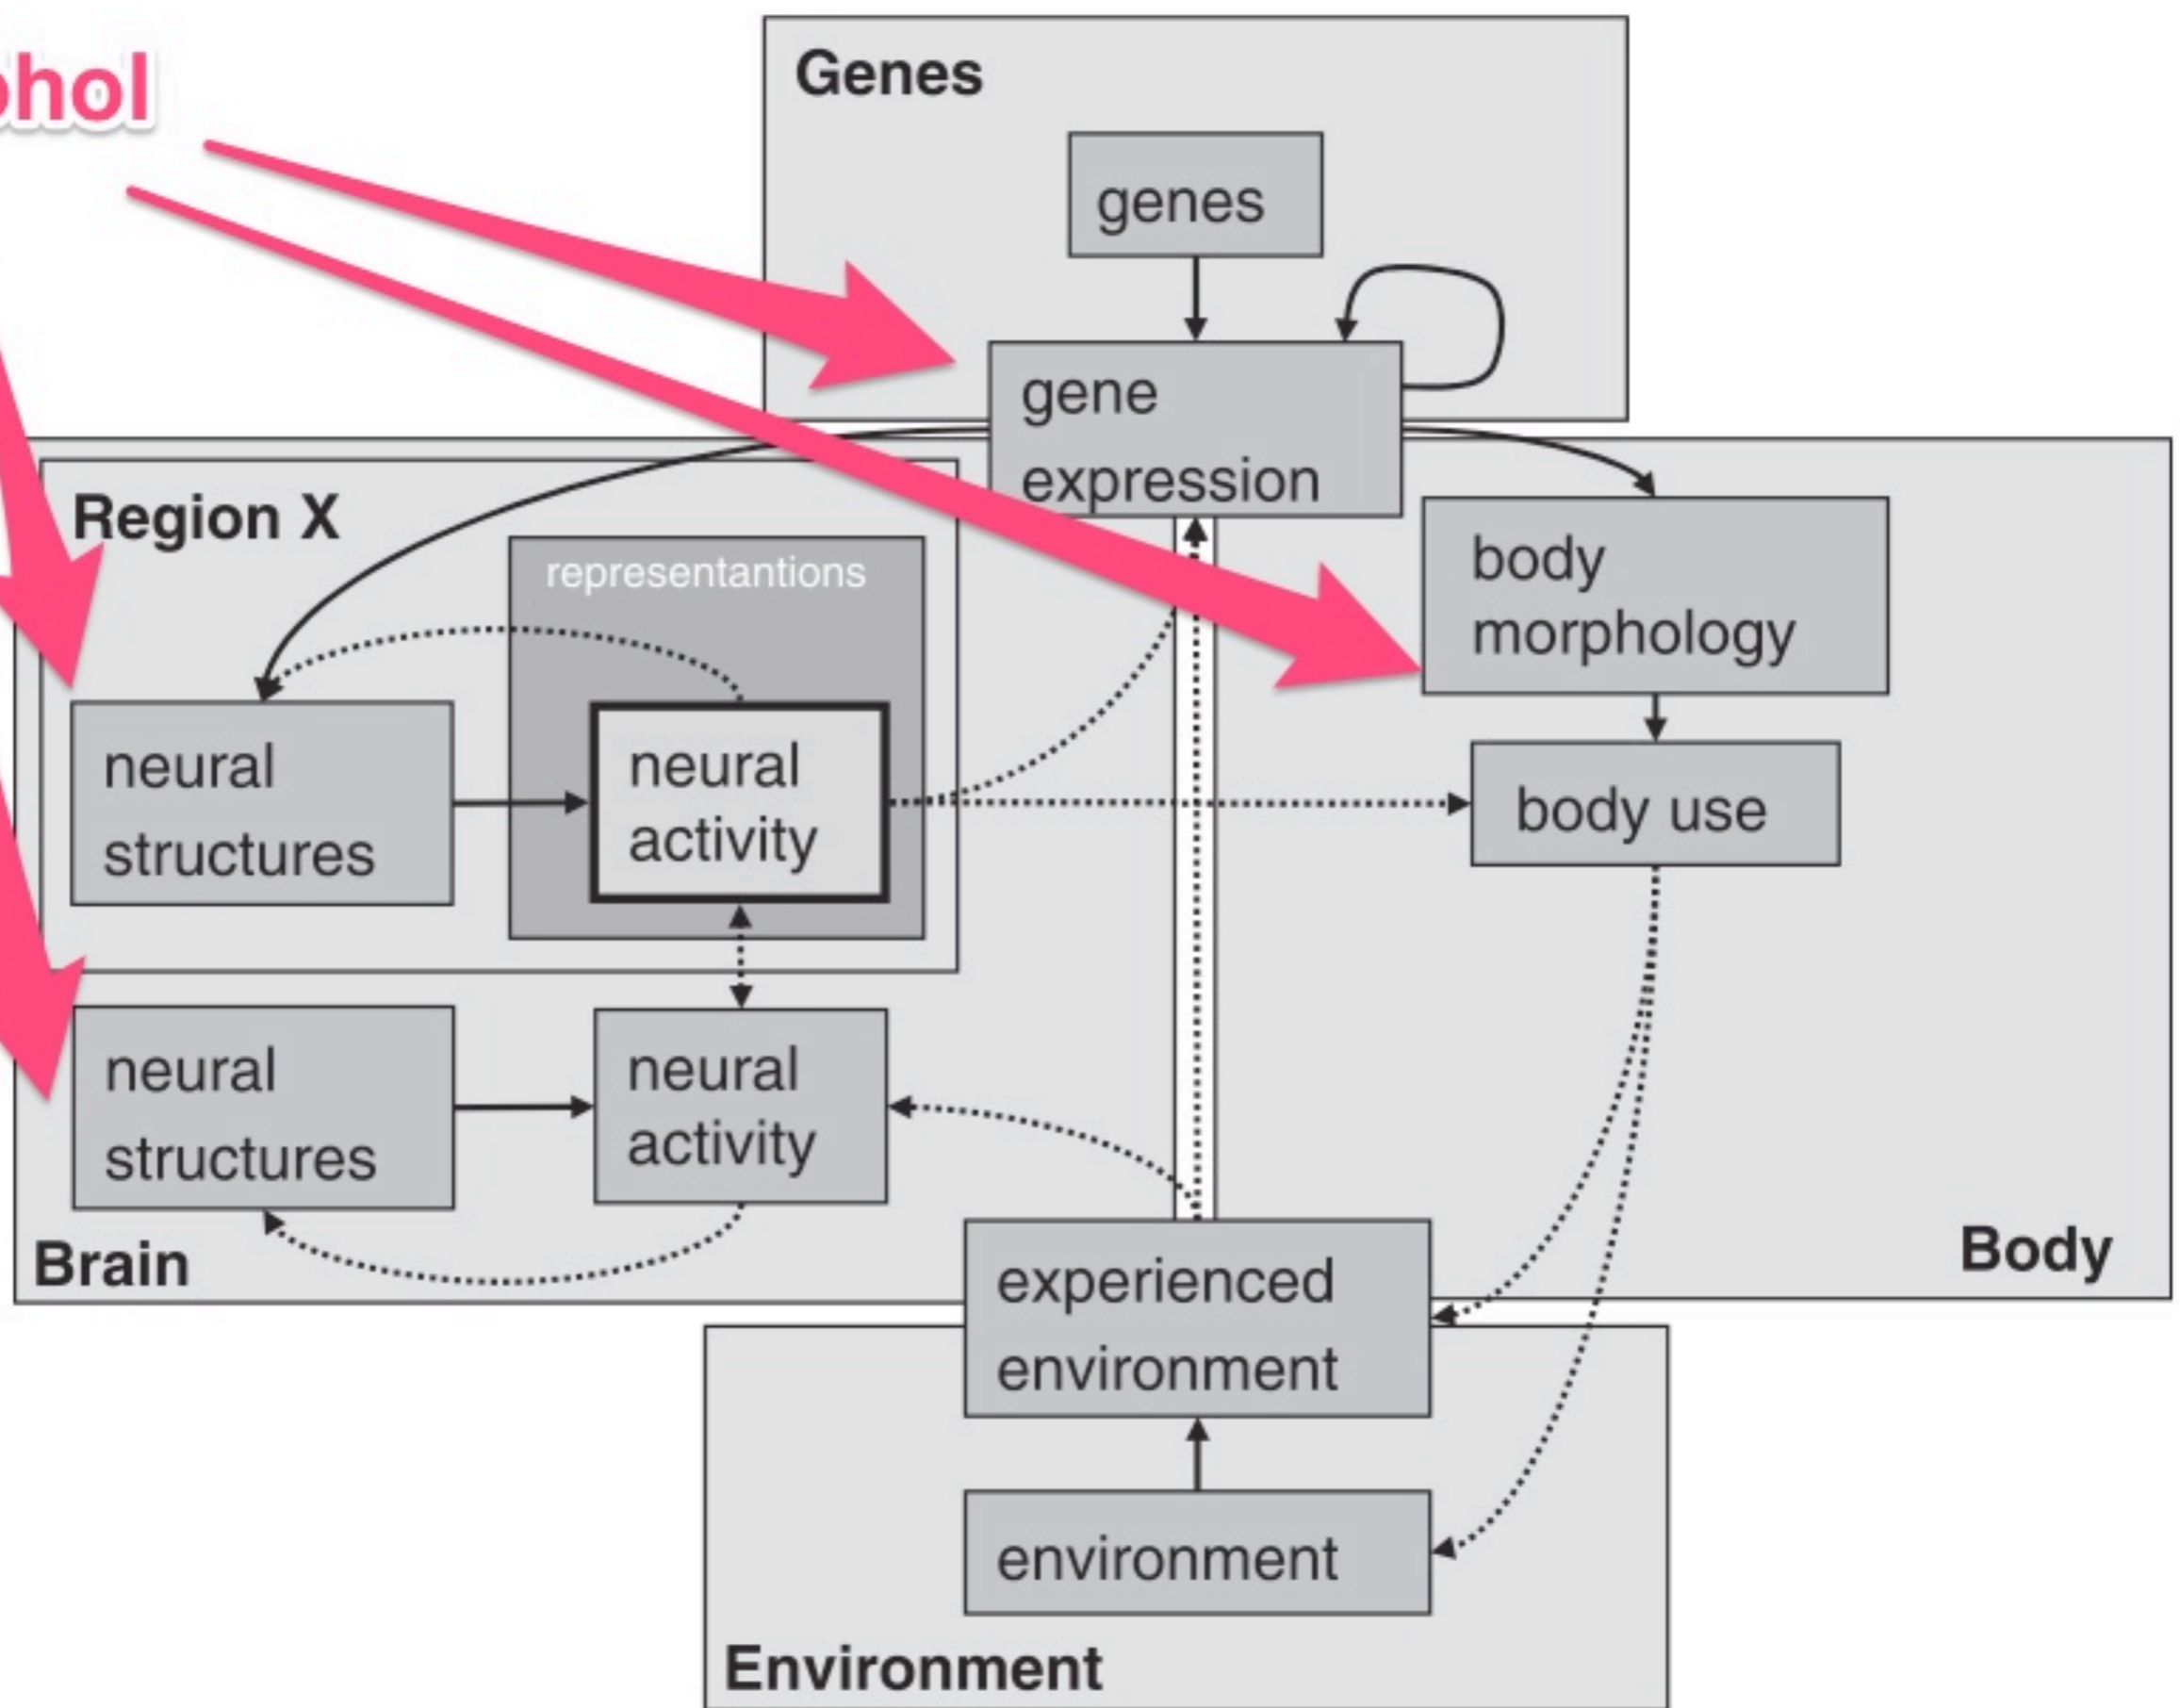 ohol
Genes
genes
gene
expression
Region X
representantions
body
morphology
neural
structures
neural
activity
body use
neural
structures
neural
activity
Brain
experienced
environment
Body
environment
Environment